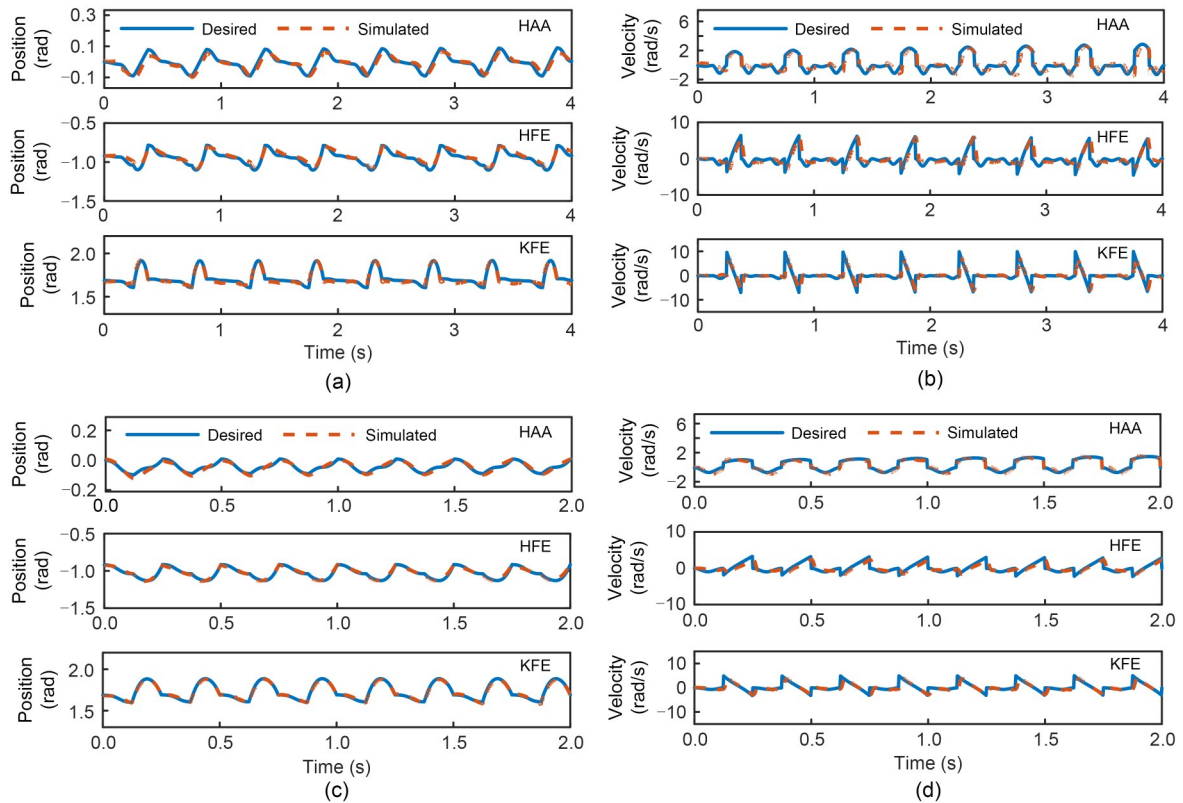 Position (rad)
0.3
0.1
−0.1
Desired
Simulated
HAA
0 1 2 3 4
Position (rad)
−0.5
−1.0
−1.5
HFE
0 1 2 3 4
Position (rad)
2.0
1.5
KFE
0 1 2 3 4
Time (s)
(a)
Velocity (rad/s)
6
2
−2
Desired
Simulated
HAA
0 1 2 3 4
Velocity (rad/s)
10
0
−10
HFE
0 1 2 3 4
Velocity (rad/s)
10
0
−10
KFE
0 1 2 3 4
Time (s)
(b)
Position (rad)
0.2
0.0
−0.2
Desired
Simulated
HAA
0.0 0.5 1.0 1.5 2.0
Position (rad)
−0.5
−1.0
−1.5
HFE
0.0 0.5 1.0 1.5 2.0
Position (rad)
2.0
1.5
KFE
0.0 0.5 1.0 1.5 2.0
Time (s)
(c)
Velocity (rad/s)
6
2
−2
Desired
Simulated
HAA
0.0 0.5 1.0 1.5 2.0
Velocity (rad/s)
10
0
−10
HFE
0.0 0.5 1.0 1.5 2.0
Velocity (rad/s)
10
0
−10
KFE
0.0 0.5 1.0 1.5 2.0
Time (s)
(d)